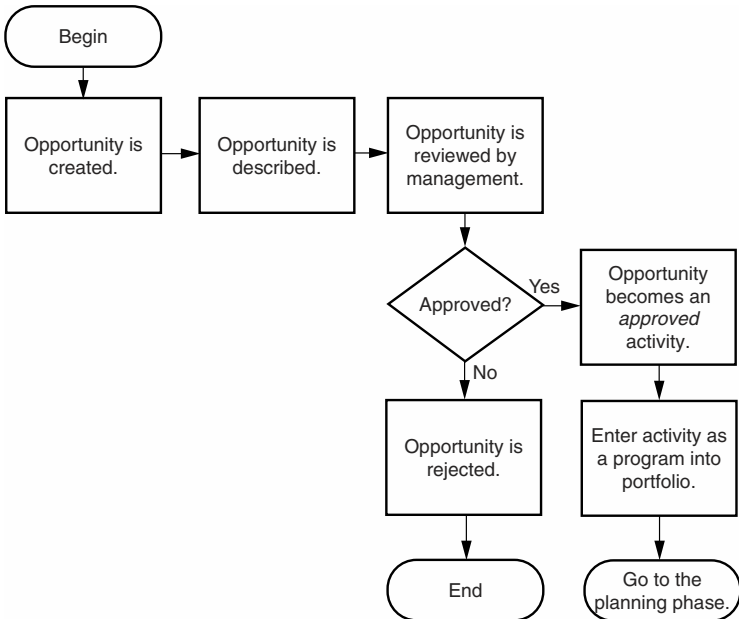 Begin
Opportunity is
created.
Opportunity is
described.
Opportunity is
reviewed by
management.
Approved?
Yes
Opportunity
becomes an
approved
activity.
No
Opportunity is
rejected.
Enter activity as
a program into
portfolio.
End
Go to the
planning phase.